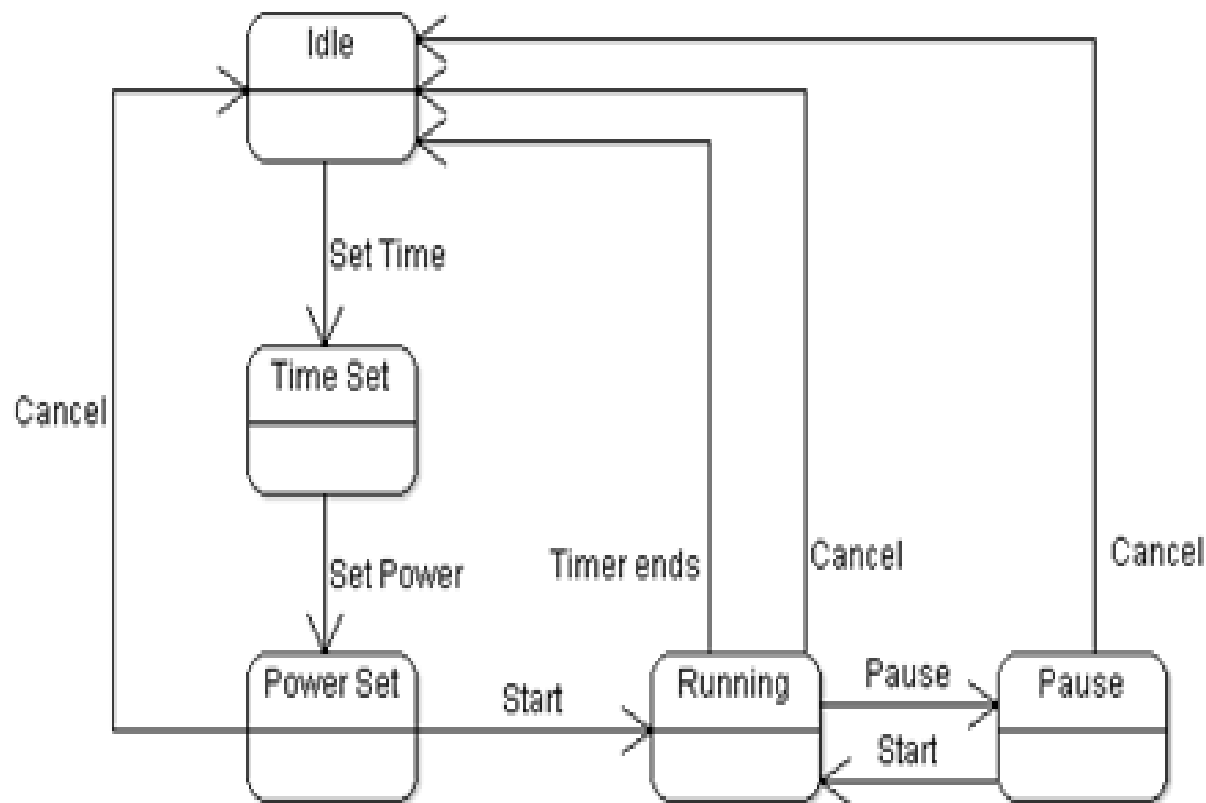 Idle
Set Time
Time Set
Cancel
Set Power
Timer ends
Cancel
Cancel
Power Set
Start
Running
Pause
Pause
Start